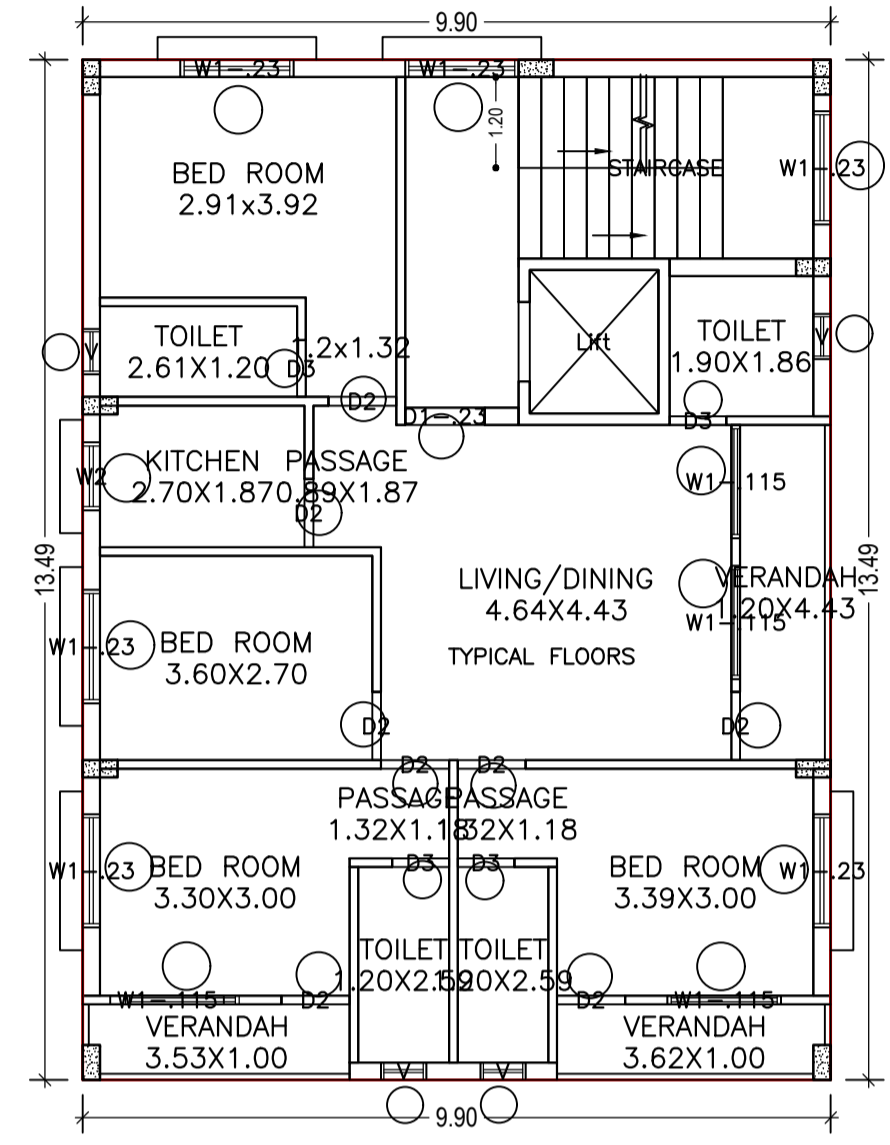 9.90
W1-.23
W1-.23
1.20
BED ROOM
2.91x3.92
STAIRCASE
W1-.23
TOILET
2.61X1.20
1.2x1.32
D3
Lift
TOILET
1.90X1.86
V
V
D2
D1-.23
D3
KITCHEN
2.70X1.87
PASSAGE
0.89X1.87
W2
D2
W1-.115
13.49
13.49
LIVING/DINING
4.64X4.43
VERANDAH
1.20X4.43
W1-.115
TYPICAL FLOORS
W1-.23
BED ROOM
3.60X2.70
D2
D2
D2
D2
PASSAGE
1.32X1.18
PASSAGE
1.32X1.18
W1-.23
BED ROOM
3.30X3.00
D3
D3
BED ROOM
3.39X3.00
W1-.23
TOILET
1.20X2.59
TOILET
1.20X2.59
W1-.115
D2
D2
W1-.115
VERANDAH
3.53X1.00
VERANDAH
3.62X1.00
V
V
9.90